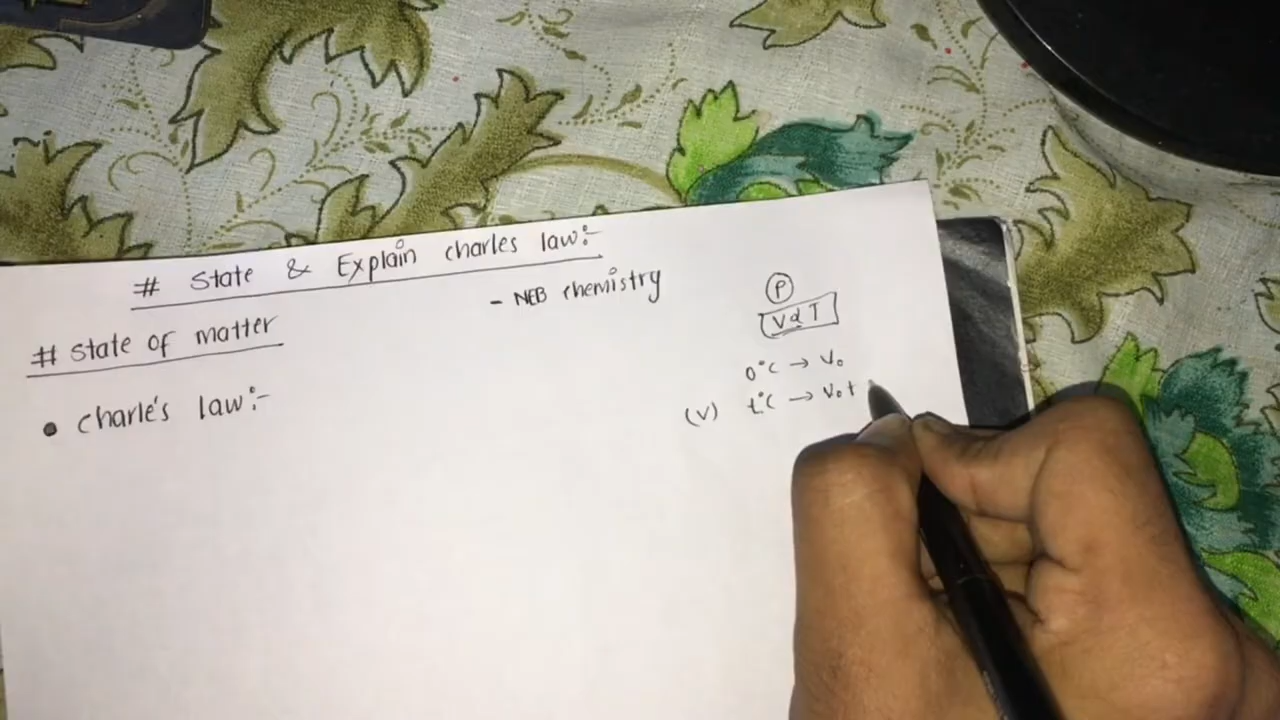 # State & Explain charles law:-
- NEB chemistry
# State of matter
• Charle's law:-
P
V α T
0°C → V₀
(V) t°C → V₀ +